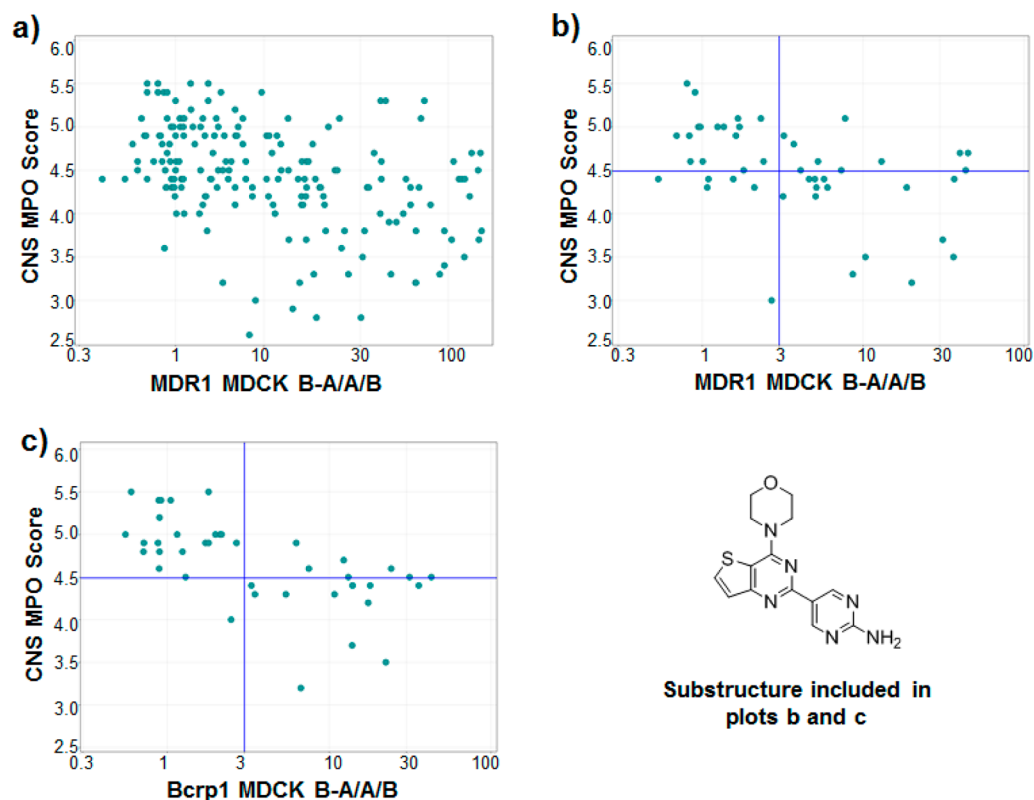 a)
CNS MPO Score
6.0
5.5
5.0
4.5
4.0
3.5
3.0
2.5
0.3 1 10 30 100
MDR1 MDCK B-A/A/B
b)
CNS MPO Score
6.0
5.5
5.0
4.5
4.0
3.5
3.0
2.5
0.3 1 3 10 30 100
MDR1 MDCK B-A/A/B
c)
CNS MPO Score
6.0
5.5
5.0
4.5
4.0
3.5
3.0
2.5
0.3 1 3 10 30 100
Bcrp1 MDCK B-A/A/B
O
N
S
N
N
N
N
NH2
Substructure included in
plots b and c